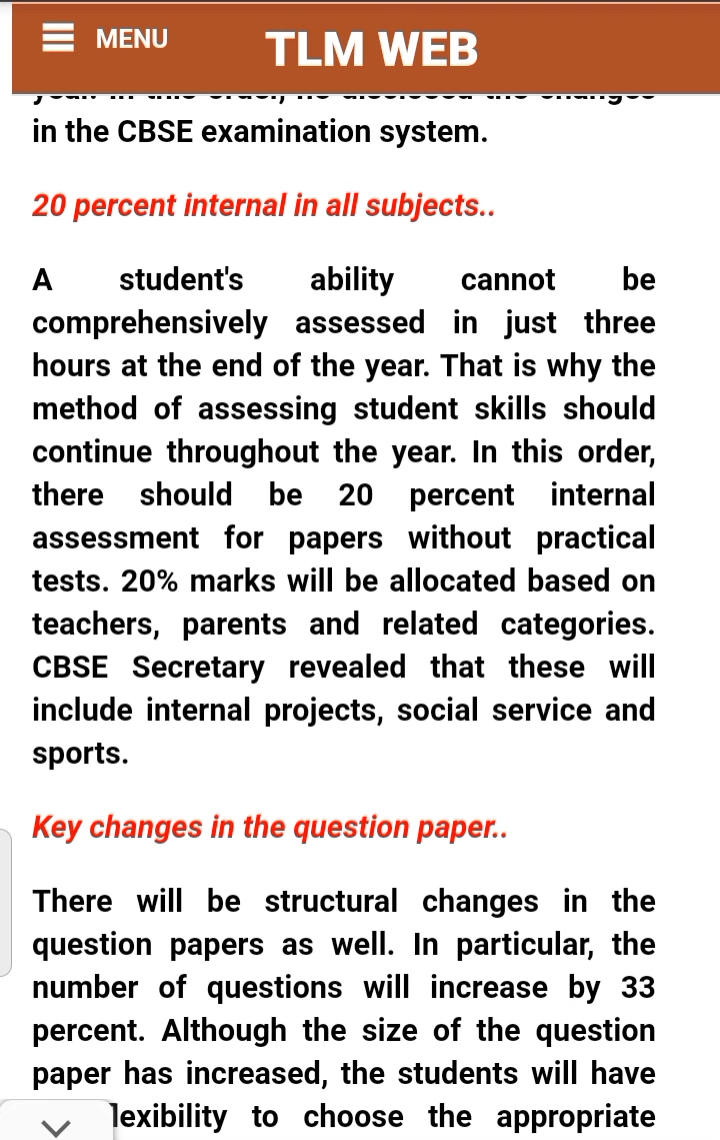 MENU
TLM WEB
in the CBSE examination system.
20 percent internal in all subjects..
A student's ability cannot be
comprehensively assessed in just three
hours at the end of the year. That is why the
method of assessing student skills should
continue throughout the year. In this order,
there should be 20 percent internal
assessment for papers without practical
tests. 20% marks will be allocated based on
teachers, parents and related categories.
CBSE Secretary revealed that these will
include internal projects, social service and
sports.
Key changes in the question paper..
There will be structural changes in the
question papers as well. In particular, the
number of questions will increase by 33
percent. Although the size of the question
paper has increased, the students will have
lexibility to choose the appropriate